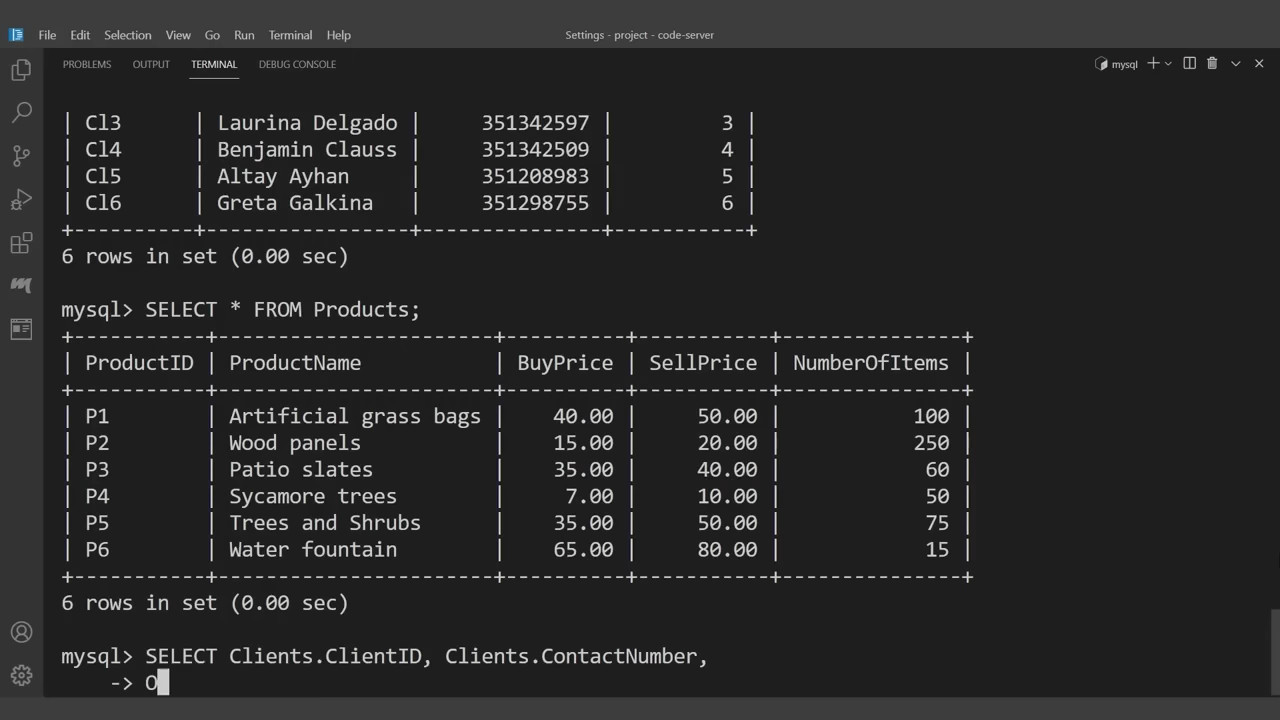 File Edit Selection View Go Run Terminal Help Settings - project - code-server
PROBLEMS OUTPUT TERMINAL DEBUG CONSOLE mysql
| Cl3      | Laurina Delgado |     351342597 |         3 |
| Cl4      | Benjamin Clauss |     351342509 |         4 |
| Cl5      | Altay Ayhan     |     351208983 |         5 |
| Cl6      | Greta Galkina   |     351298755 |         6 |
+----------+-----------------+---------------+-----------+
6 rows in set (0.00 sec)
mysql> SELECT * FROM Products;
+-----------+-----------------------+----------+-----------+---------------+
| ProductID | ProductName           | BuyPrice | SellPrice | NumberOfItems |
+-----------+-----------------------+----------+-----------+---------------+
| P1        | Artificial grass bags |    40.00 |     50.00 |           100 |
| P2        | Wood panels           |    15.00 |     20.00 |           250 |
| P3        | Patio slates          |    35.00 |     40.00 |            60 |
| P4        | Sycamore trees        |     7.00 |     10.00 |            50 |
| P5        | Trees and Shrubs      |    35.00 |     50.00 |            75 |
| P6        | Water fountain        |    65.00 |     80.00 |            15 |
+-----------+-----------------------+----------+-----------+---------------+
6 rows in set (0.00 sec)
mysql> SELECT Clients.ClientID, Clients.ContactNumber,
    -> O